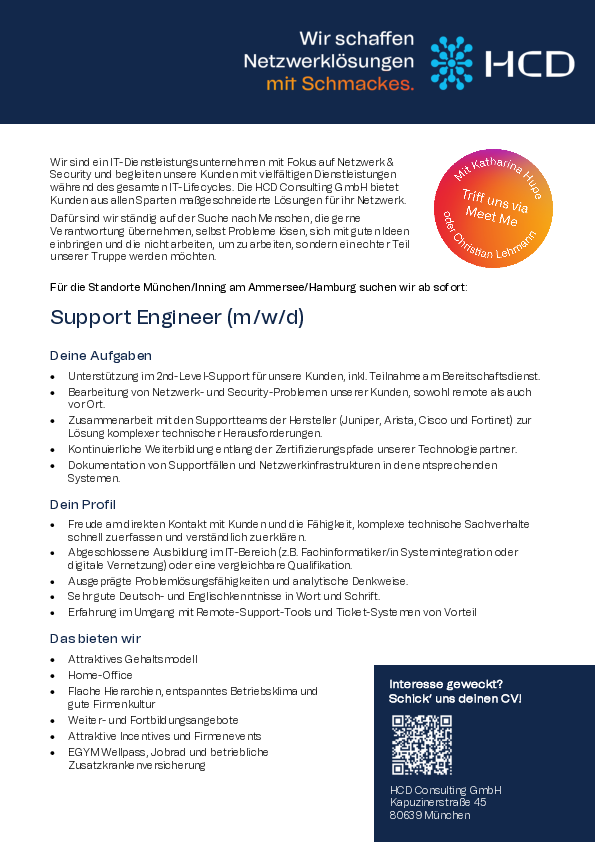 Wir schaffen
Netzwerklösungen
mit Schmackes.
HCD
Wir sind ein IT-Dienstleistungsunternehmen mit Fokus auf Netzwerk &
Security und begleiten unsere Kunden mit vielfältigen Dienstleistungen
während des gesamten IT-Lifecycles. Die HCD Consulting GmbH bietet
Kunden aus allen Sparten maßgeschneiderte Lösungen für ihr Netzwerk.
Dafür sind wir ständig auf der Suche nach Menschen, die gerne
Verantwortung übernehmen, selbst Probleme lösen, sich mit guten Ideen
einbringen und die nicht arbeiten, um zu arbeiten, sondern ein echter Teil
unserer Truppe werden möchten.
Mit Katharina Hupe
Triff uns via
Meet Me
oder Christian Lehmann
Für die Standorte München/Inning am Ammersee/Hamburg suchen wir ab sofort:
Support Engineer (m/w/d)
Deine Aufgaben
• Unterstützung im 2nd-Level-Support für unsere Kunden, inkl. Teilnahme am Bereitschaftsdienst.
• Bearbeitung von Netzwerk- und Security-Problemen unserer Kunden, sowohl remote als auch
vor Ort.
• Zusammenarbeit mit den Supportteams der Hersteller (Juniper, Arista, Cisco und Fortinet) zur
Lösung komplexer technischer Herausforderungen.
• Kontinuierliche Weiterbildung entlang der Zertifizierungspfade unserer Technologiepartner.
• Dokumentation von Supportfällen und Netzwerkinfrastrukturen in den entsprechenden
Systemen.
Dein Profil
• Freude am direkten Kontakt mit Kunden und die Fähigkeit, komplexe technische Sachverhalte
schnell zu erfassen und verständlich zu erklären.
• Abgeschlossene Ausbildung im IT-Bereich (z.B. Fachinformatiker/in Systemintegration oder
digitale Vernetzung) oder eine vergleichbare Qualifikation.
• Ausgeprägte Problemlösungsfähigkeiten und analytische Denkweise.
• Sehr gute Deutsch- und Englischkenntnisse in Wort und Schrift.
• Erfahrung im Umgang mit Remote-Support-Tools und Ticket-Systemen von Vorteil
Das bieten wir
• Attraktives Gehaltsmodell
• Home-Office
• Flache Hierarchien, entspanntes Betriebsklima und
gute Firmenkultur
• Weiter- und Fortbildungsangebote
• Attraktive Incentives und Firmenevents
• EGYM Wellpass, Jobrad und betriebliche
Zusatzkrankenversicherung
Interesse geweckt?
Schick' uns deinen CV!
HCD Consulting GmbH
Kapuzinerstraße 45
80639 München